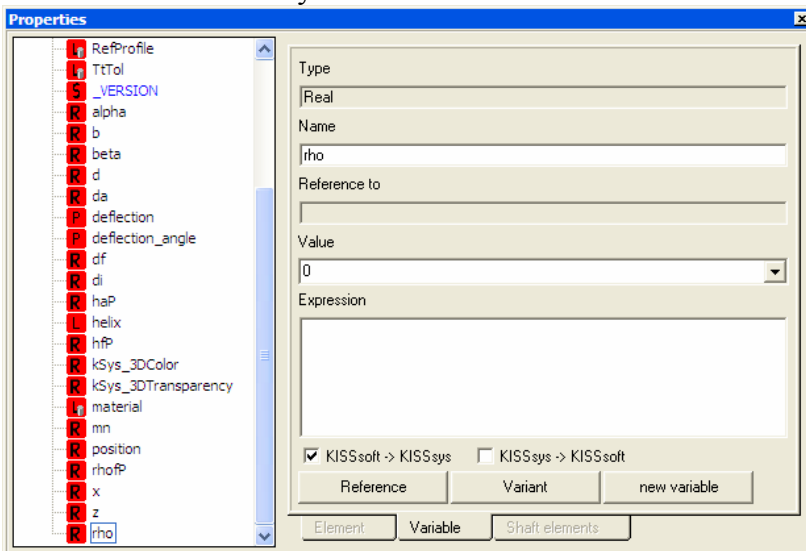 Properties
RefProfile
TtTol
S _VERSION
R alpha
R b
R beta
R d
R da
P deflection
P deflection_angle
R df
R di
R haP
L helix
R hfP
R kSys_3DColor
R kSys_3DTransparency
material
R mn
R position
R rhofP
R x
R z
R rho
Type
Real
Name
rho
Reference to
Value
0
Expression
KISSsoft -> KISSsys
KISSsys -> KISSsoft
Reference
Variant
new variable
Element
Variable
Shaft elements